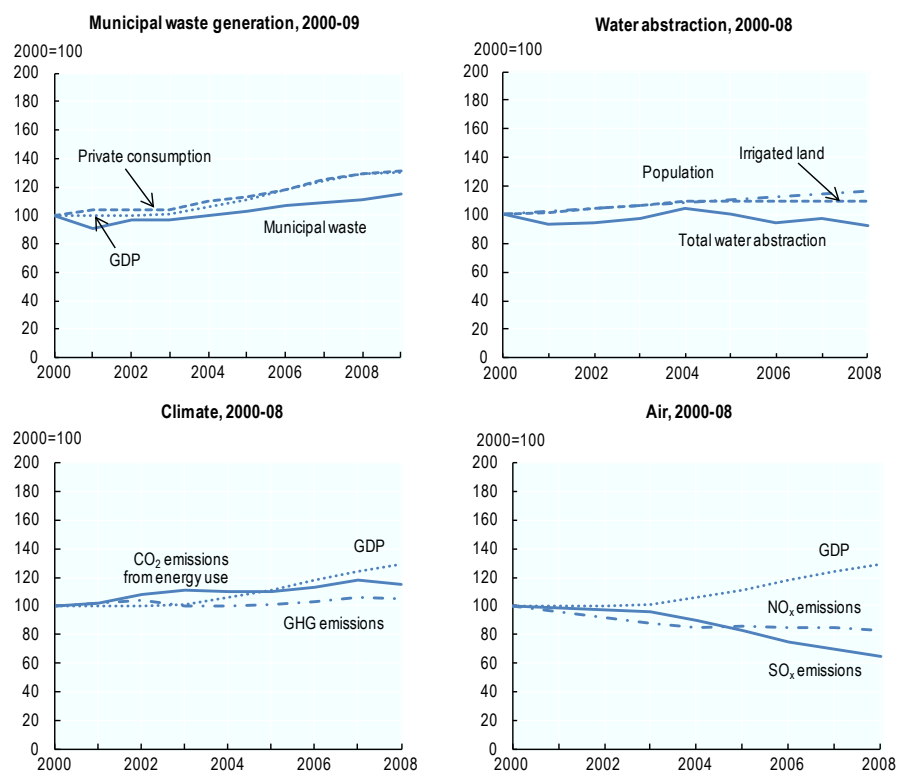 Municipal waste generation, 2000-09
2000=100
200
180
160
140
120
100
80
60
40
20
0
Private consumption
Municipal waste
GDP
2000 2002 2004 2006 2008
Water abstraction, 2000-08
2000=100
200
180
160
140
120
100
80
60
40
20
0
Irrigated land
Population
Total water abstraction
2000 2002 2004 2006 2008
Climate, 2000-08
2000=100
200
180
160
140
120
100
80
60
40
20
0
GDP
CO2 emissions
from energy use
GHG emissions
2000 2002 2004 2006 2008
Air, 2000-08
2000=100
200
180
160
140
120
100
80
60
40
20
0
GDP
NOx emissions
SOx emissions
2000 2002 2004 2006 2008